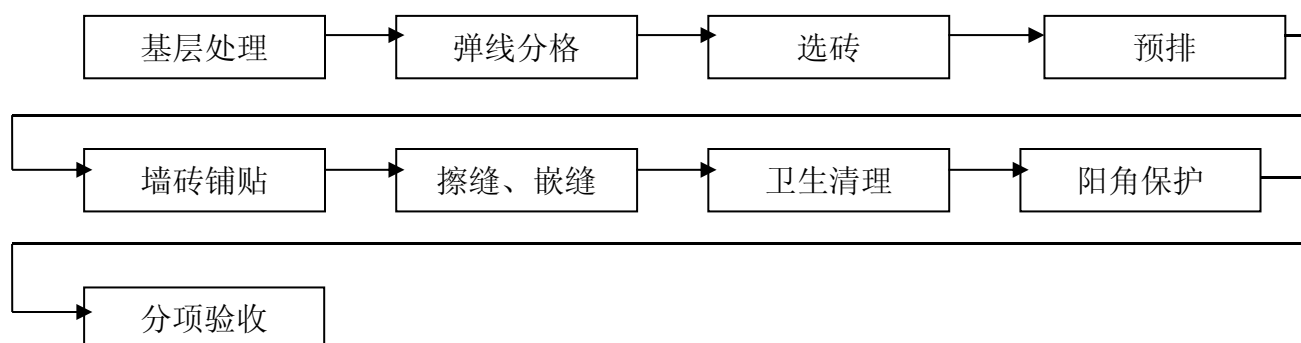 基层处理
弹线分格
选砖
预排
墙砖铺贴
擦缝、嵌缝
卫生清理
阳角保护
分项验收